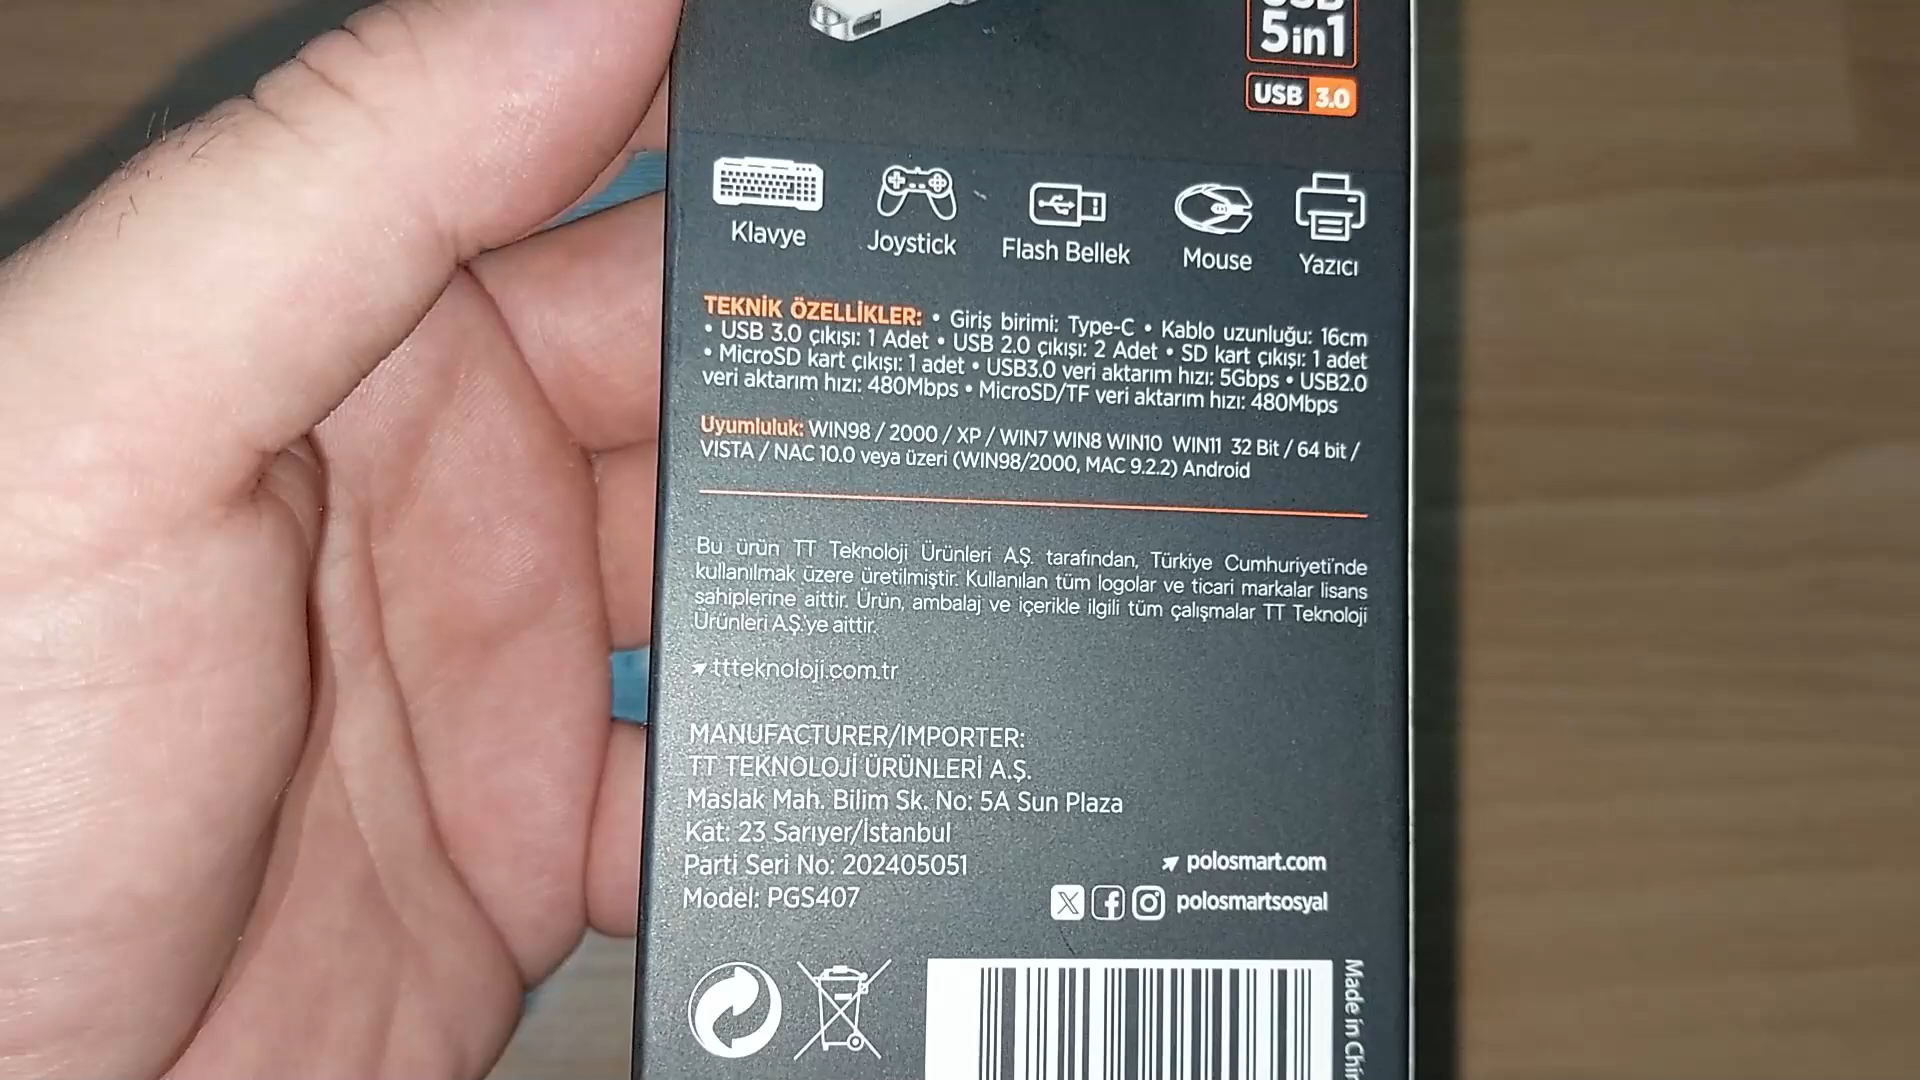 5in1
USB 3.0
Klavye
Joystick
Flash Bellek
Mouse
Yazıcı
TEKNİK ÖZELLİKLER: • Giriş birimi: Type-C • Kablo uzunluğu: 16cm
• USB 3.0 çıkışı: 1 Adet • USB 2.0 çıkışı: 2 Adet • SD kart çıkışı: 1 adet
• MicroSD kart çıkışı: 1 adet • USB3.0 veri aktarım hızı: 5Gbps • USB2.0
veri aktarım hızı: 480Mbps • MicroSD/TF veri aktarım hızı: 480Mbps
Uyumluluk: WIN98 / 2000 / XP / WIN7 WIN8 WIN10 WIN11 32 Bit / 64 bit /
VISTA / NAC 10.0 veya üzeri (WIN98/2000, MAC 9.2.2) Android
Bu ürün TT Teknoloji Ürünleri A.Ş. tarafından, Türkiye Cumhuriyeti'nde
kullanılmak üzere üretilmiştir. Kullanılan tüm logolar ve ticari markalar lisans
sahiplerine aittir. Ürün, ambalaj ve içerikle ilgili tüm çalışmalar TT Teknoloji
Ürünleri A.Ş.'ye aittir.
ttteknoloji.com.tr
MANUFACTURER/IMPORTER:
TT TEKNOLOJİ ÜRÜNLERİ A.Ş.
Maslak Mah. Bilim Sk. No: 5A Sun Plaza
Kat: 23 Sarıyer/İstanbul
Parti Seri No: 202405051
Model: PGS407
polosmart.com
polosmartsosyal
Made in